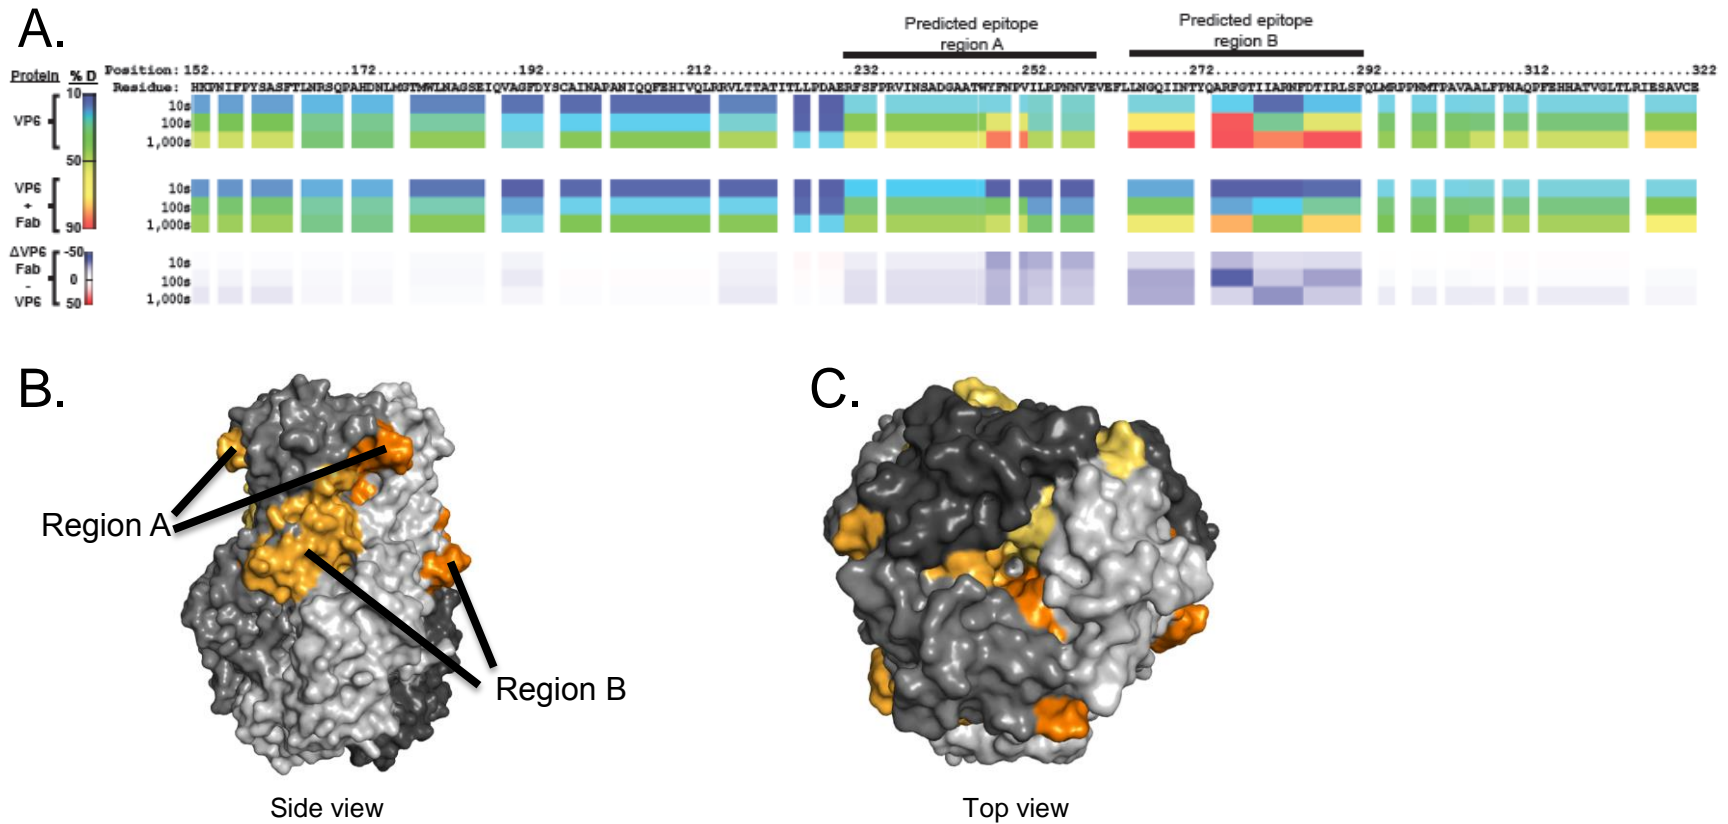 A.
Predicted epitope
region A
Predicted epitope
region B
Protein % D
Position: 152.................172.................192.................212.................232.................252.................272.................292.................312.................322
Residue: HKPNIFPYSASFTLNRSQPAHDNLMGTMWLNAGSEIQVAGFDYSCAINAPANIQQFEHIVQLRRVLTTATITLLPDAERFSFPRVINSADGAATWYFNPVILRPNNVEVEFLLNGQIINTYQARFGTIIARNFDTIRLSFQLMRPPNMTPAVAALFPNAQPFEHHATVGLTLRIESAVCE
VP6
10
50
90
10s
100s
1,000s
VP6
+
Fab
10s
100s
1,000s
ΔVP6
Fab
-
VP6
-50
0
50
10s
100s
1,000s
B.
Region A
Region B
Side view
C.
Top view